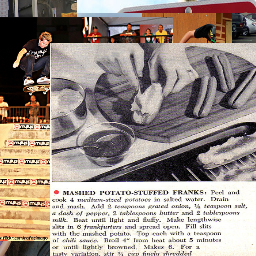 ● MASHED POTATO-STUFFED FRANKS: Peel and
cook 4 medium-sized potatoes in salted water. Drain
and mash. Add 2 teaspoons grated onion, ¼ teaspoon salt,
a dash of pepper, 2 tablespoons butter and 2 tablespoons
milk. Beat until light and fluffy. Make lengthwise
slits in 6 frankfurters and spread open. Fill slits
with the mashed potato. Top each with a teaspoon
of chili sauce. Broil 4" from heat about 5 minutes
or until lightly browned. Makes 6. For a
tasty variation, stir ¼ cup finely shredded